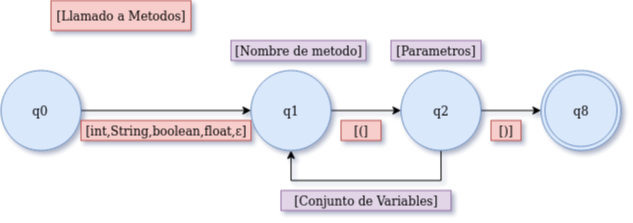 [Llamado a Metodos]
[Nombre de metodo]
[Parametros]
q0
q1
q2
q8
[int,String,boolean,float,ε]
[(]
[)]
[Conjunto de Variables]